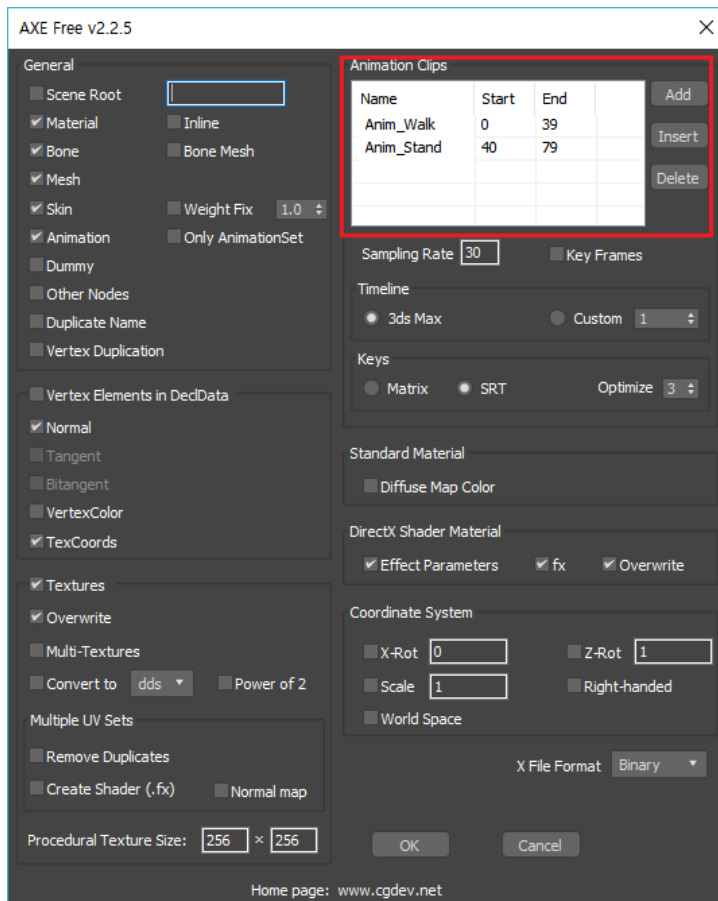 AXE Free v2.2.5
General
Scene Root
Material Inline
Bone Bone Mesh
Mesh
Skin Weight Fix 1.0
Animation Only AnimationSet
Dummy
Other Nodes
Duplicate Name
Vertex Duplication
Vertex Elements in DeclData
Normal
Tangent
Bitangent
VertexColor
TexCoords
Textures
Overwrite
Multi-Textures
Convert to dds Power of 2
Multiple UV Sets
Remove Duplicates
Create Shader (.fx) Normal map
Procedural Texture Size: 256 × 256
Animation Clips
Name Start End
Anim_Walk 0 39
Anim_Stand 40 79
Add
Insert
Delete
Sampling Rate 30 Key Frames
Timeline
3ds Max Custom 1
Keys
Matrix SRT Optimize 3
Standard Material
Diffuse Map Color
DirectX Shader Material
Effect Parameters fx Overwrite
Coordinate System
X-Rot 0 Z-Rot 1
Scale 1 Right-handed
World Space
X File Format Binary
OK Cancel
Home page: www.cgdev.net